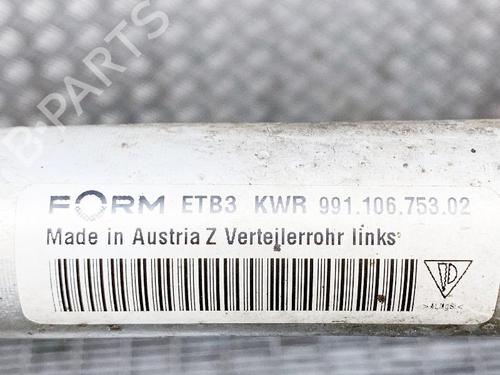 B-PARTS
FORM ETB3 KWR 991.106.753.02
Made in Austria Z Verteilerrohr links